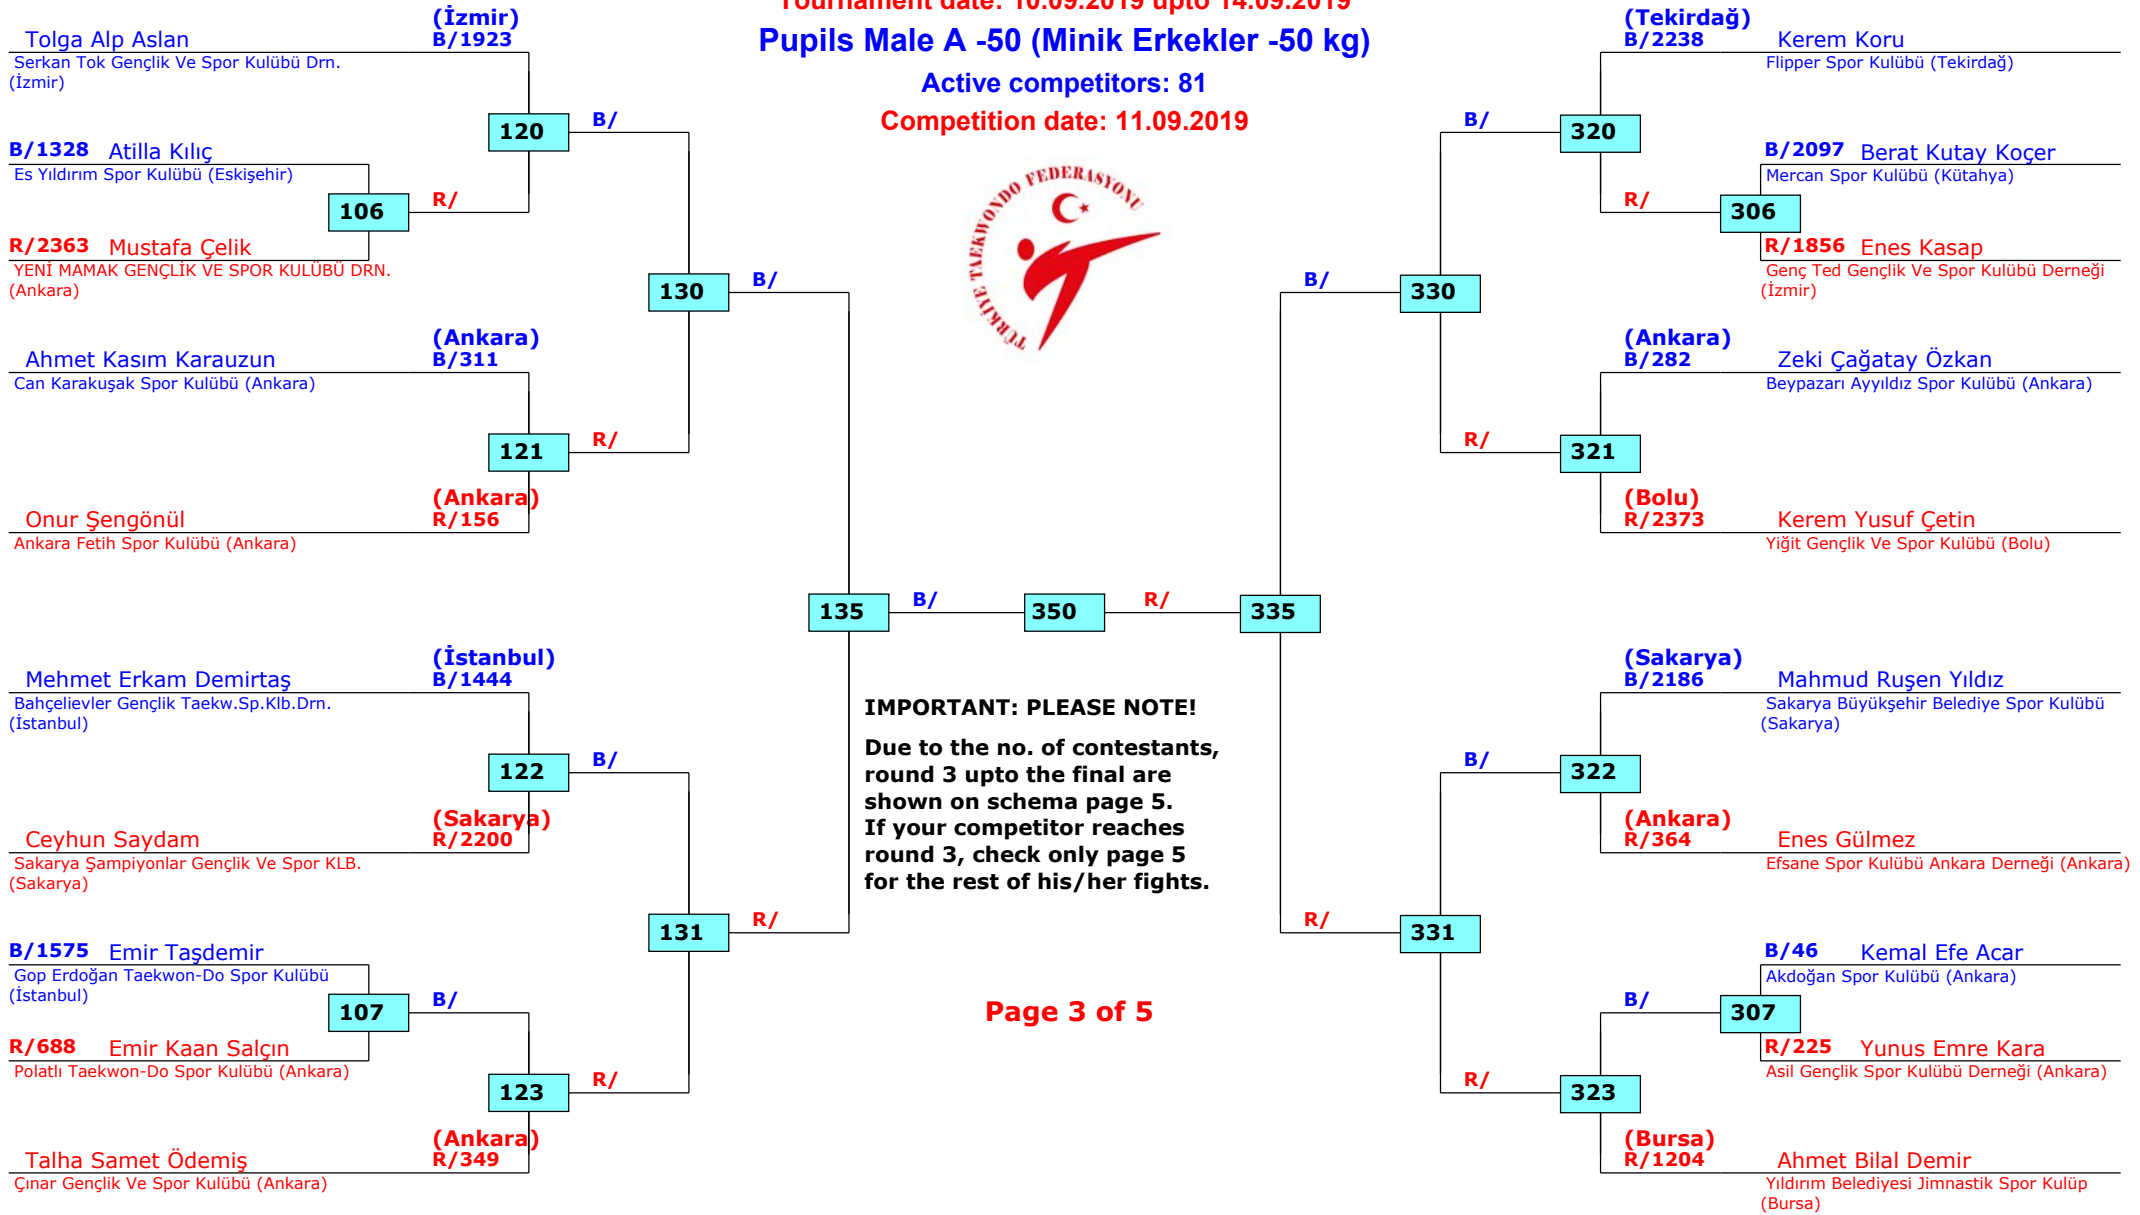 Tournament date: 10.09.2019 upto 14.09.2019
Pupils Male A -50 (Minik Erkekler -50 kg)
Active competitors: 81
Competition date: 11.09.2019
TÜRKİYE TAEKWONDO FEDERASYONU
(İzmir)
Tolga Alp Aslan B/1923
Serkan Tok Gençlik Ve Spor Kulübü Drn.
(İzmir)
120 B/
B/1328 Atilla Kılıç
Es Yıldırım Spor Kulübü (Eskişehir)
106 R/
R/2363 Mustafa Çelik
YENİ MAMAK GENÇLİK VE SPOR KULÜBÜ DRN.
(Ankara)
130 B/
(Ankara)
Ahmet Kasım Karauzun B/311
Can Karakuşak Spor Kulübü (Ankara)
121 R/
(Ankara)
Onur Şengönül R/156
Ankara Fetih Spor Kulübü (Ankara)
135 B/ 350 R/ 335
(İstanbul)
Mehmet Erkam Demirtaş B/1444
Bahçelievler Gençlik Taekw.Sp.Klb.Drn.
(İstanbul)
122 B/
(Sakarya)
Ceyhun Saydam R/2200
Sakarya Şampiyonlar Gençlik Ve Spor KLB.
(Sakarya)
131 R/
B/1575 Emir Taşdemir
Gop Erdoğan Taekwon-Do Spor Kulübü
(İstanbul)
107 B/
R/688 Emir Kaan Salçın
Polatlı Taekwon-Do Spor Kulübü (Ankara)
123 R/
(Ankara)
Talha Samet Ödemiş R/349
Çınar Gençlik Ve Spor Kulübü (Ankara)
IMPORTANT: PLEASE NOTE!
Due to the no. of contestants,
round 3 upto the final are
shown on schema page 5.
If your competitor reaches
round 3, check only page 5
for the rest of his/her fights.
Page 3 of 5
(Tekirdağ)
B/2238 Kerem Koru
Flipper Spor Kulübü (Tekirdağ)
B/ 320
B/2097 Berat Kutay Koçer
Mercan Spor Kulübü (Kütahya)
R/ 306
R/1856 Enes Kasap
Genç Ted Gençlik Ve Spor Kulübü Derneği
(İzmir)
B/ 330
(Ankara)
B/282 Zeki Çağatay Özkan
Beypazarı Ayyıldız Spor Kulübü (Ankara)
R/ 321
(Bolu)
R/2373 Kerem Yusuf Çetin
Yiğit Gençlik Ve Spor Kulübü (Bolu)
(Sakarya)
B/2186 Mahmud Ruşen Yıldız
Sakarya Büyükşehir Belediye Spor Kulübü
(Sakarya)
B/ 322
(Ankara)
R/364 Enes Gülmez
Efsane Spor Kulübü Ankara Derneği (Ankara)
R/ 331
B/46 Kemal Efe Acar
Akdoğan Spor Kulübü (Ankara)
B/ 307
R/225 Yunus Emre Kara
Asil Gençlik Spor Kulübü Derneği (Ankara)
R/ 323
(Bursa)
R/1204 Ahmet Bilal Demir
Yıldırım Belediyesi Jimnastik Spor Kulüp
(Bursa)